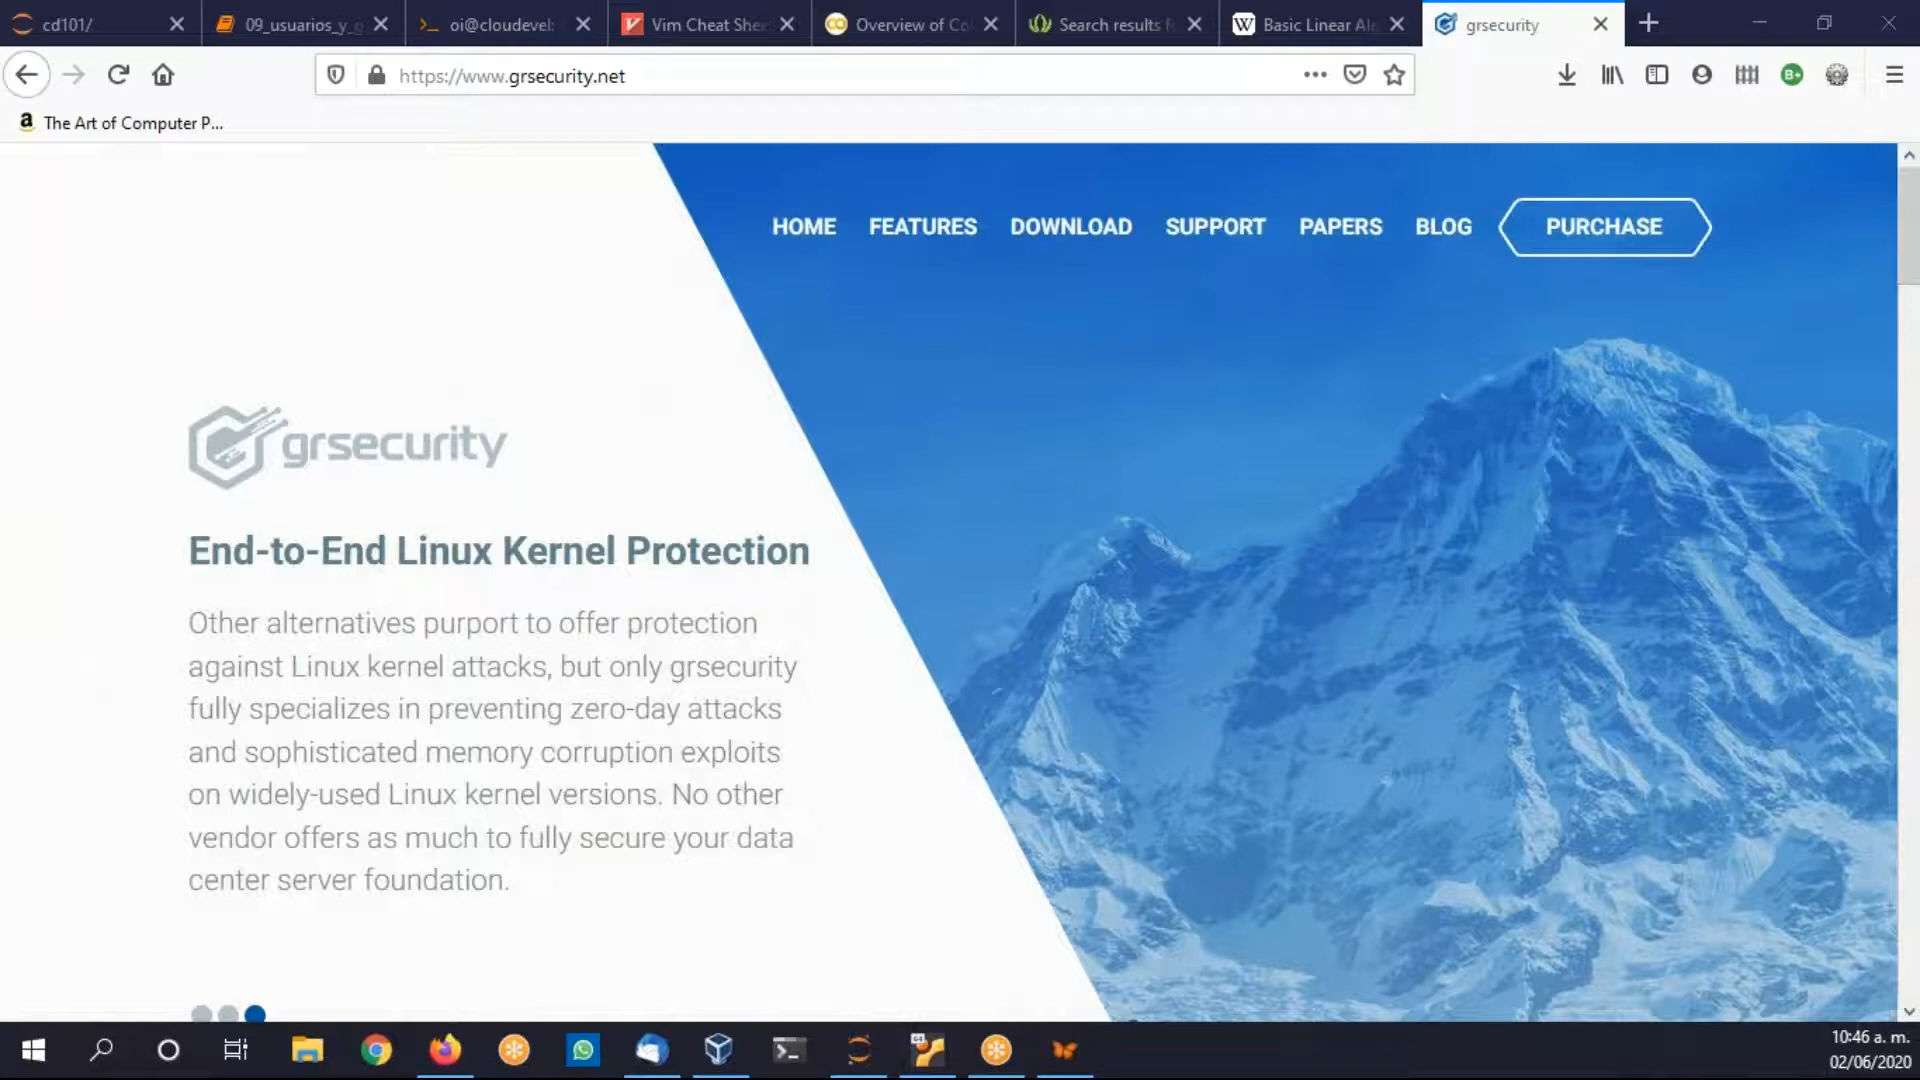 cd101/
09_usuarios_y_g
oi@cloudevel:
Vim Cheat Shee
Overview of Co
Search results f
Basic Linear Al
grsecurity
https://www.grsecurity.net
The Art of Computer P...
HOME
FEATURES
DOWNLOAD
SUPPORT
PAPERS
BLOG
PURCHASE
grsecurity
End-to-End Linux Kernel Protection
Other alternatives purport to offer protection
against Linux kernel attacks, but only grsecurity
fully specializes in preventing zero-day attacks
and sophisticated memory corruption exploits
on widely-used Linux kernel versions. No other
vendor offers as much to fully secure your data
center server foundation.
10:46 a. m.
02/06/2020